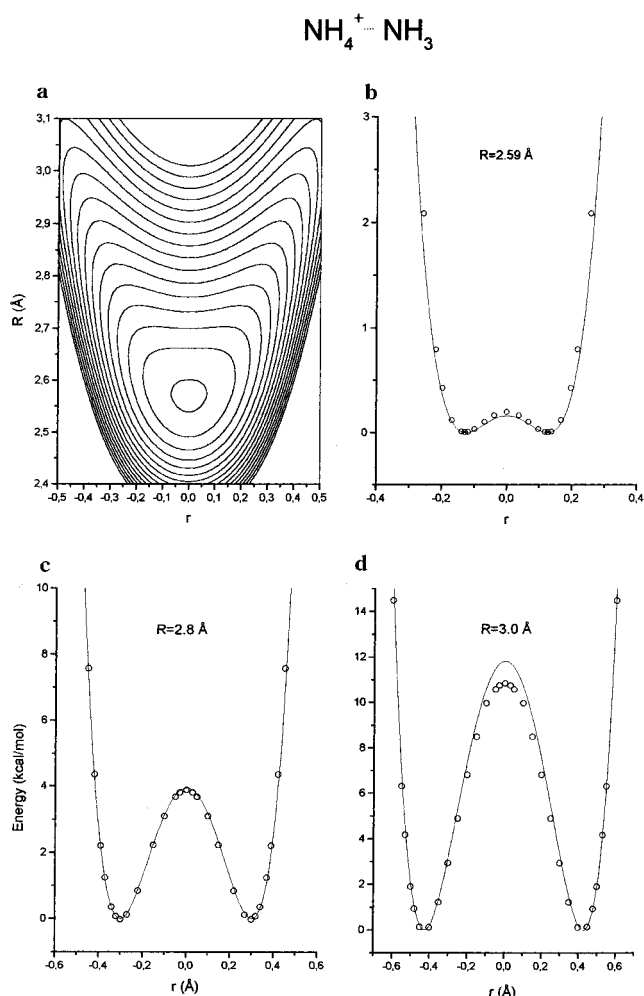 NH₄⁺····NH₃
a
b
3,1
3,0
2,9
2,8
2,7
2,6
2,5
2,4
R (Å)
-0,5 -0,4 -0,3 -0,2 -0,1 0,0 0,1 0,2 0,3 0,4 0,5
r
R=2.59 Å
3
2
1
0
-0,4 -0,2 0,0 0,2 0,4
r
c
d
R=2.8 Å
10
8
6
4
2
0
Energy (kcal/mol)
-0,6 -0,4 -0,2 0,0 0,2 0,4 0,6
r (Å)
R=3.0 Å
14
12
10
8
6
4
2
0
-0,6 -0,4 -0,2 0,0 0,2 0,4 0,6
r (Å)